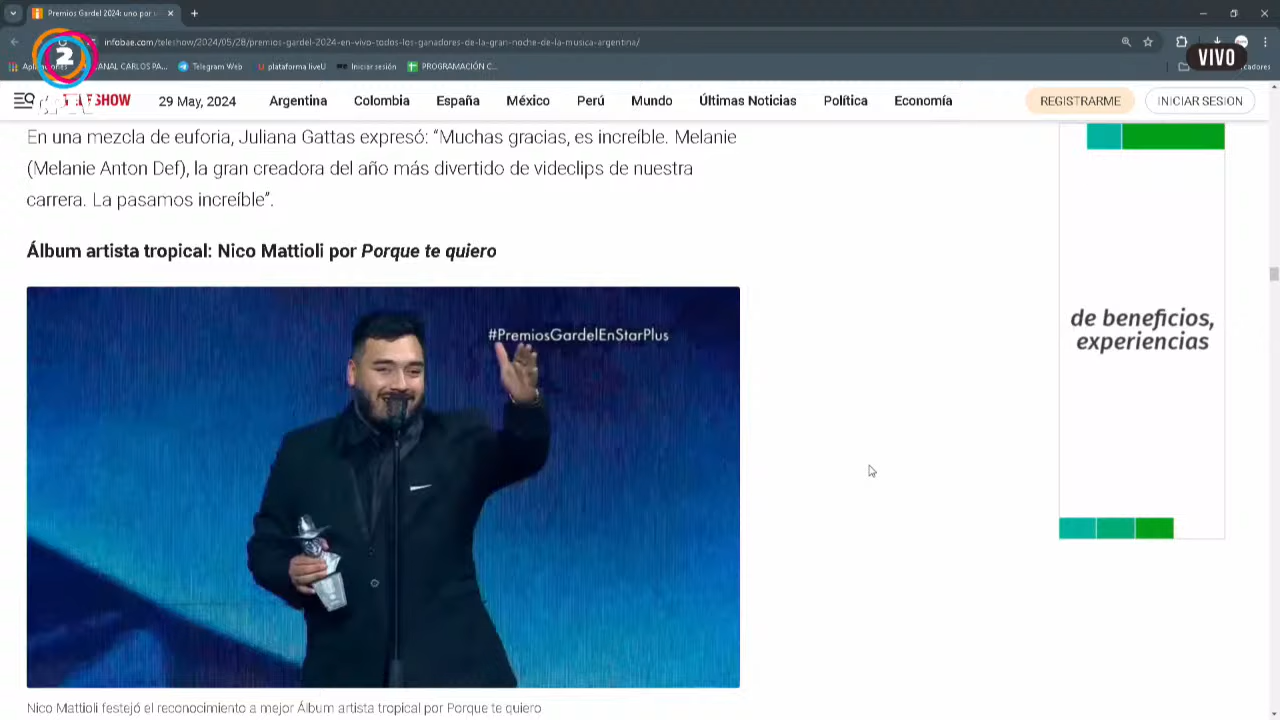 Premios Gardel 2024: uno por u
infobae.com/teleshow/2024/05/28/premios-gardel-2024-en-vivo-todos-los-ganadores-de-la-gran-noche-de-la-musica-argentina/
2
VIVO
ANAL CARLOS PA...
Telegram Web
plataforma liveU
Iniciar sesión
PROGRAMACIÓN C...
TELESHOW
29 May, 2024
Argentina
Colombia
España
México
Perú
Mundo
Últimas Noticias
Política
Economía
REGISTRARME
INICIAR SESIÓN
En una mezcla de euforia, Juliana Gattas expresó: “Muchas gracias, es increíble. Melanie
(Melanie Anton Def), la gran creadora del año más divertido de videclips de nuestra
carrera. La pasamos increíble”.
Álbum artista tropical: Nico Mattioli por Porque te quiero
#PremiosGardelEnStarPlus
de beneficios,
experiencias
Nico Mattioli festejó el reconocimiento a mejor Álbum artista tropical por Porque te quiero